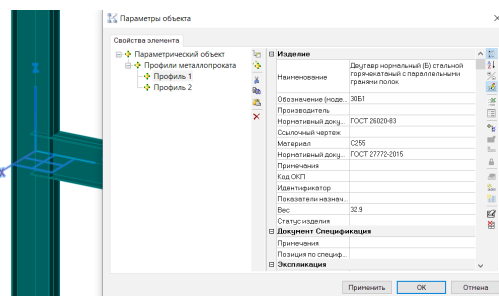 Параметры объекта
Свойства элемента
Параметрический объект
Профили металлопроката
Профиль 1
Профиль 2
Изделие
Наименование
Двутавр нормальный (Б) стальной
горячекатаный с параллельными
гранями полок
Обозначение (моде... 30Б1
Производитель
Нормативный доку... ГОСТ 26020-83
Ссылочный чертеж
Материал С255
Нормативный доку... ГОСТ 27772-2015
Примечания
Код ОКП
Идентификатор
Показатели назнач...
Вес 32.9
Статус изделия
Документ Спецификация
Примечания
Позиция по специф...
Экспликация
Применить ОК Отмена
z
x